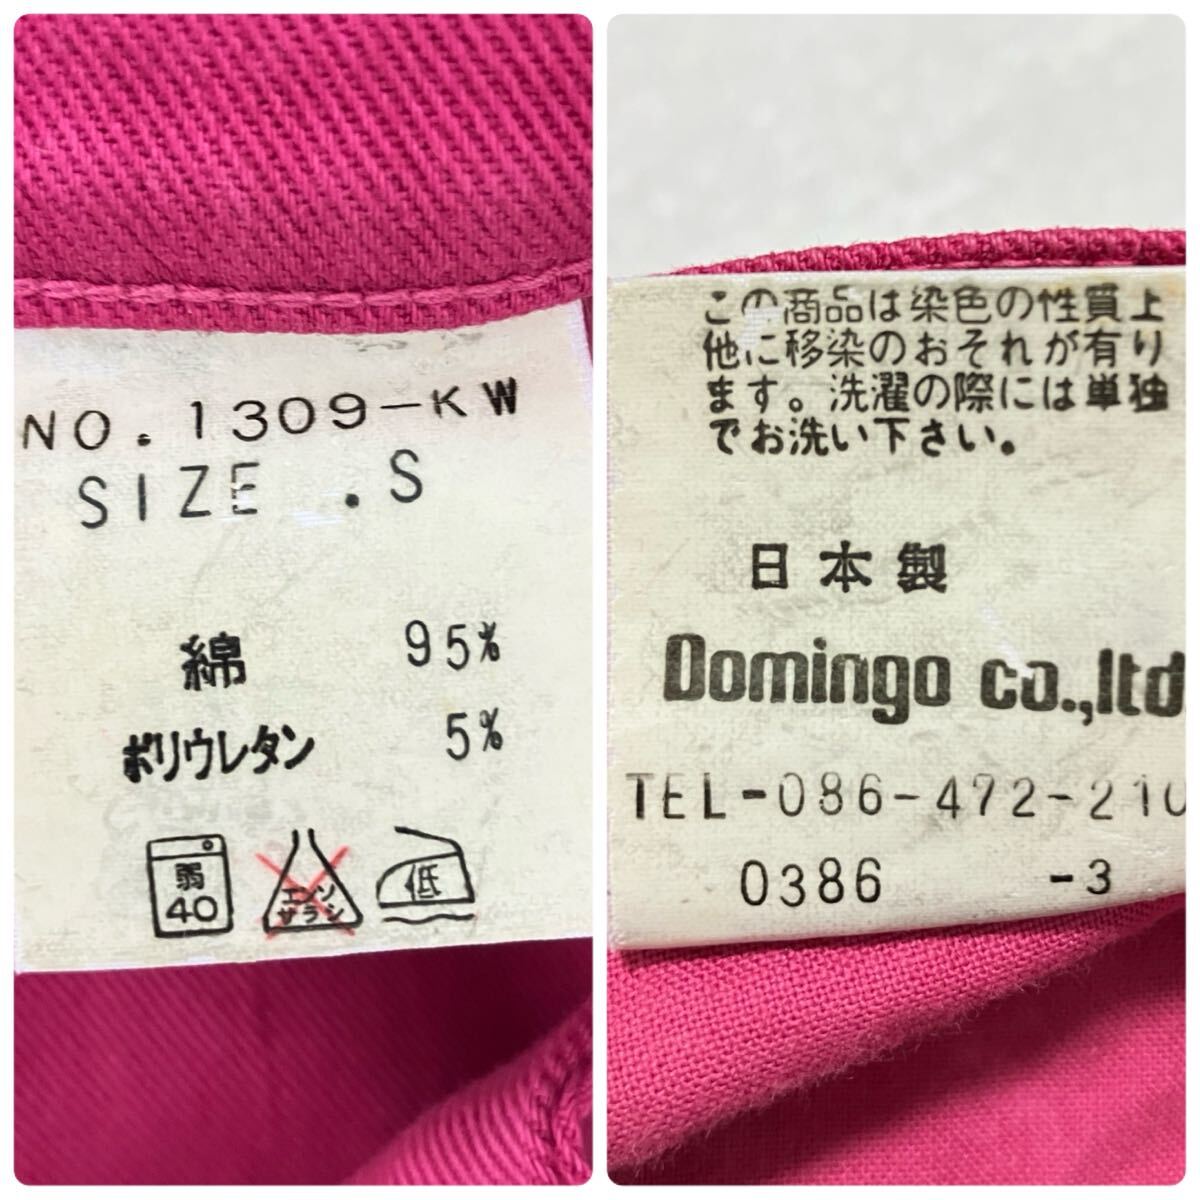 NO.1309-KW
SIZE .S
綿 95%
ポリウレタン 5%
弱
40
エンソ
サラシ
低
この商品は染色の性質上
他に移染のおそれが有り
ます。洗濯の際には単独
でお洗い下さい。
日本製
Domingo co.,ltd
TEL-086-472-210
0386 -3